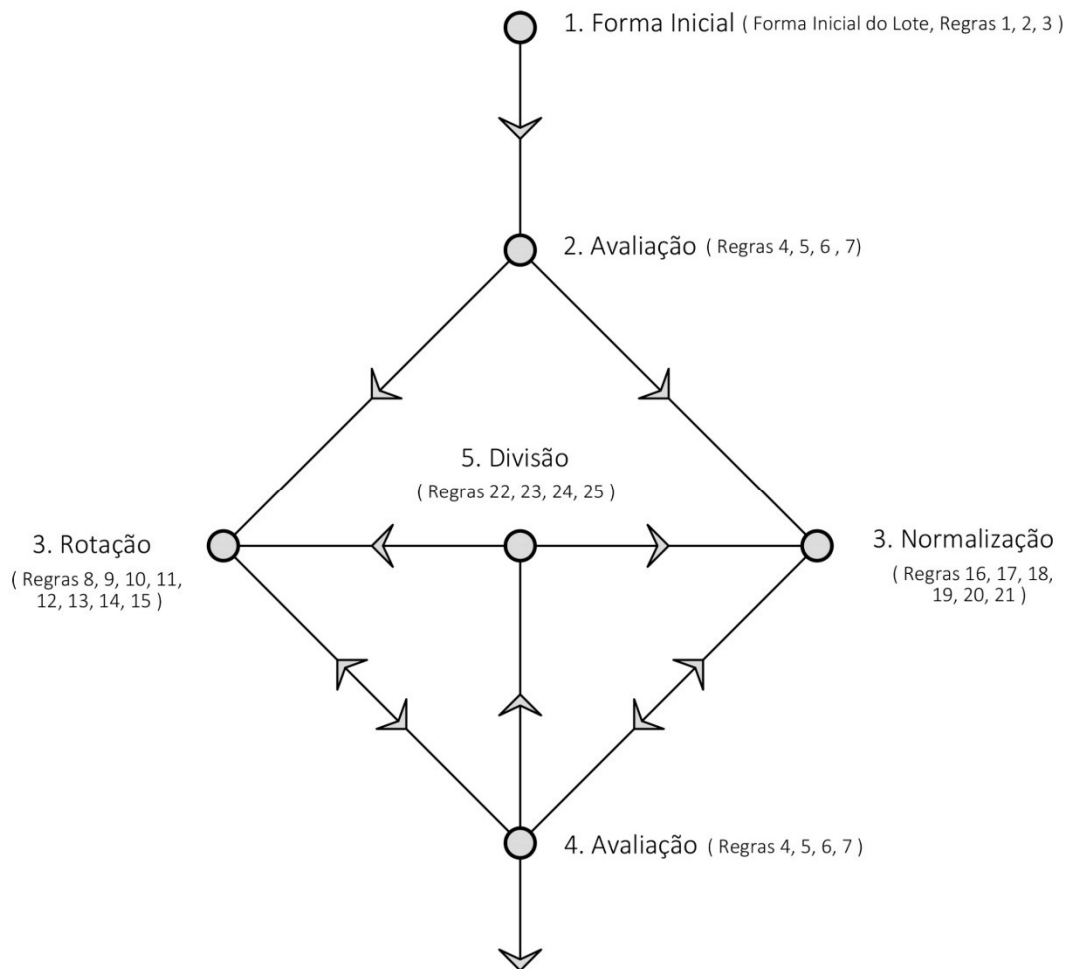 1. Forma Inicial ( Forma Inicial do Lote, Regras 1, 2, 3 )
2. Avaliação ( Regras 4, 5, 6 , 7)
5. Divisão
( Regras 22, 23, 24, 25 )
3. Rotação
( Regras 8, 9, 10, 11,
12, 13, 14, 15 )
3. Normalização
( Regras 16, 17, 18,
19, 20, 21 )
4. Avaliação ( Regras 4, 5, 6, 7 )